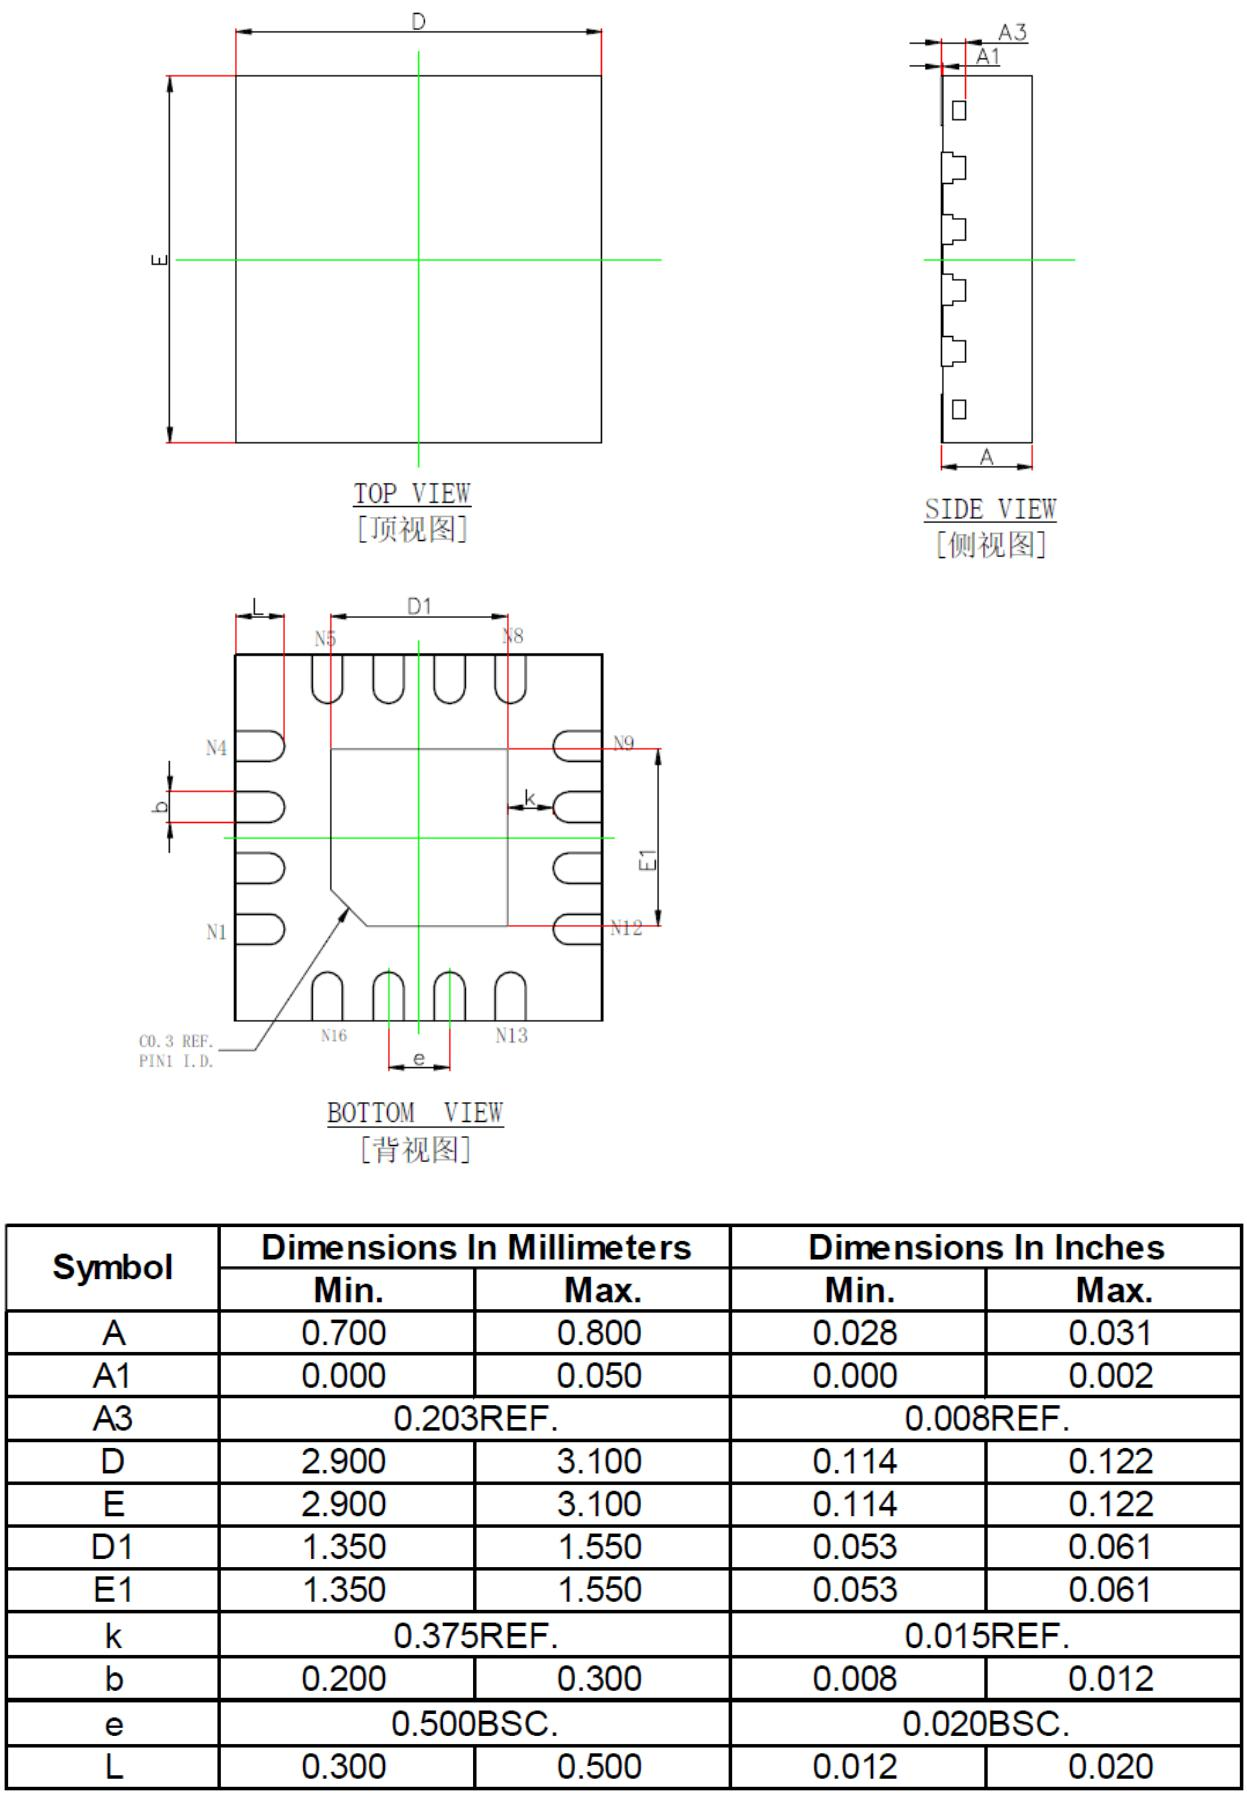 D
E
A3
A1
A
TOP VIEW
[顶视图]
SIDE VIEW
[侧视图]
L
D1
N5
N8
N4
N9
b
k
E1
N1
N12
C0.3 REF.
PIN1 I.D.
N16
N13
e
BOTTOM VIEW
[背视图]
Symbol Dimensions In Millimeters Dimensions In Inches
Min. Max. Min. Max.
A 0.700 0.800 0.028 0.031
A1 0.000 0.050 0.000 0.002
A3 0.203REF. 0.008REF.
D 2.900 3.100 0.114 0.122
E 2.900 3.100 0.114 0.122
D1 1.350 1.550 0.053 0.061
E1 1.350 1.550 0.053 0.061
k 0.375REF. 0.015REF.
b 0.200 0.300 0.008 0.012
e 0.500BSC. 0.020BSC.
L 0.300 0.500 0.012 0.020